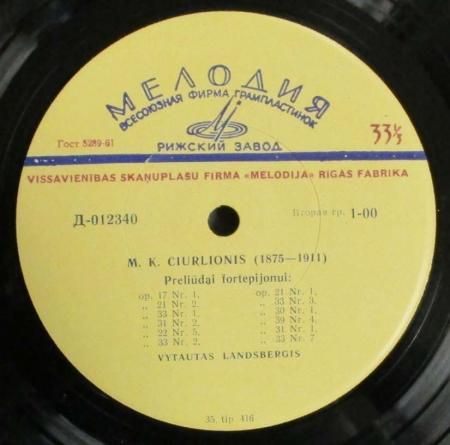 МЕЛОДИЯ
ВСЕСОЮЗНАЯ ФИРМА ГРАМПЛАСТИНОК
РИЖСКИЙ ЗАВОД
Гост 5289-61
33⅓
VISSAVIENĪBAS SKAŅUPLAŠU FIRMA «MELODIJA» RIGAS FABRIKA
Д-012340
Вторая гр. 1-00
M. K. CIURLIONIS (1875—1911)
Preliūdai fortepijonui:
op. 17 Nr. 1, op. 21 Nr. 1,
„ 21 Nr. 2, „ 33 Nr. 3,
„ 33 Nr. 1, „ 30 Nr. 1,
„ 31 Nr. 2, „ 39 Nr. 4,
„ 22 Nr. 5, „ 31 Nr. 1,
„ 33 Nr. 2, „ 33 Nr. 7
VYTAUTAS LANDSBERGIS
35. tip. 416